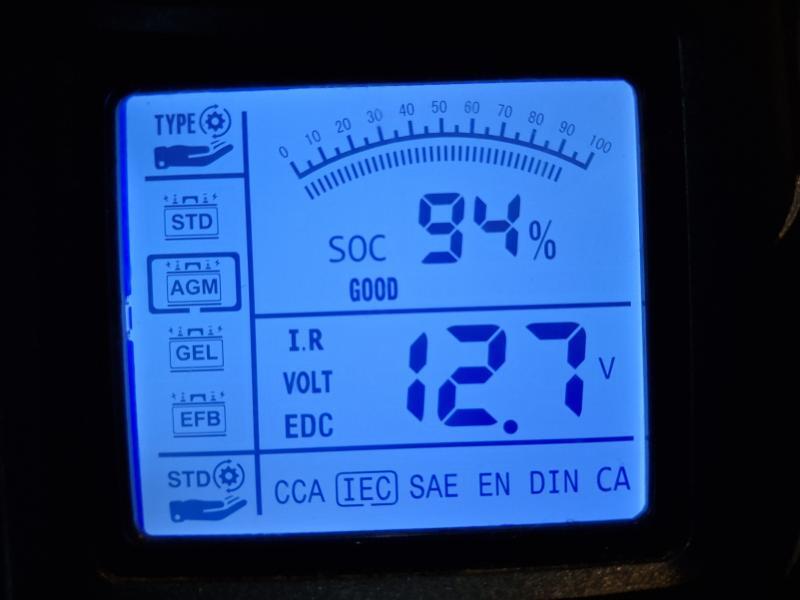 TYPE
0 10 20 30 40 50 60 70 80 90 100
STD
SOC 94%
AGM
GOOD
GEL
I.R
VOLT 12.7 V
EFB
EDC
STD
CCA IEC SAE EN DIN CA